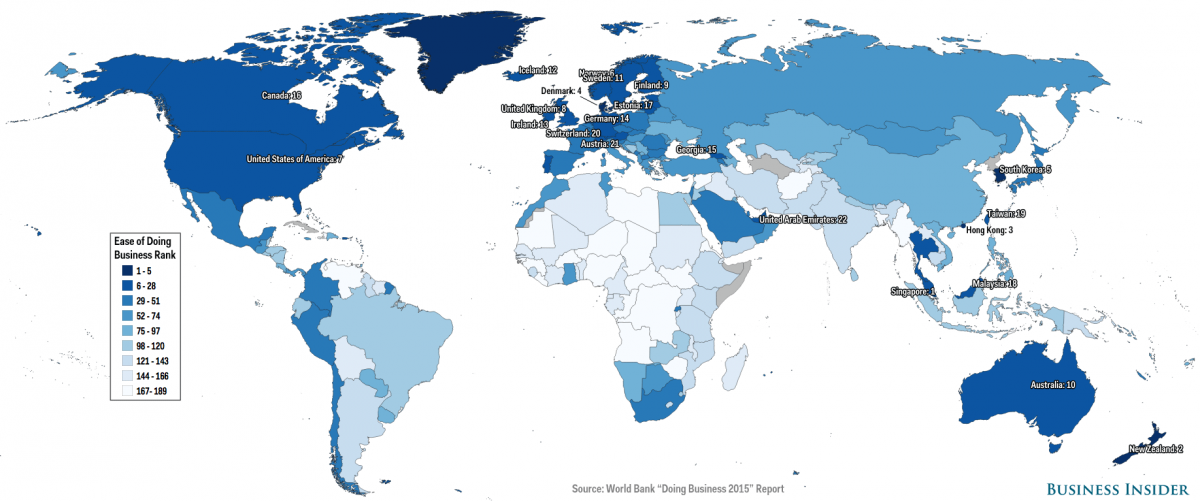 Iceland: 12
Norway: 6
Sweden: 11
Finland: 9
Denmark: 4
Canada: 16
Estonia: 17
United Kingdom: 8
Germany: 14
Ireland: 13
Switzerland: 20
Austria: 21
Georgia: 15
United States of America: 7
South Korea: 5
Taiwan: 19
United Arab Emirates: 22
Hong Kong: 3
Ease of Doing
Business Rank
1 - 5
6 - 28
29 - 51
52 - 74
75 - 97
98 - 120
121 - 143
144 - 166
167 - 189
Malaysia: 18
Singapore: 1
Australia: 10
New Zealand: 2
Source: World Bank “Doing Business 2015” Report
BUSINESS INSIDER